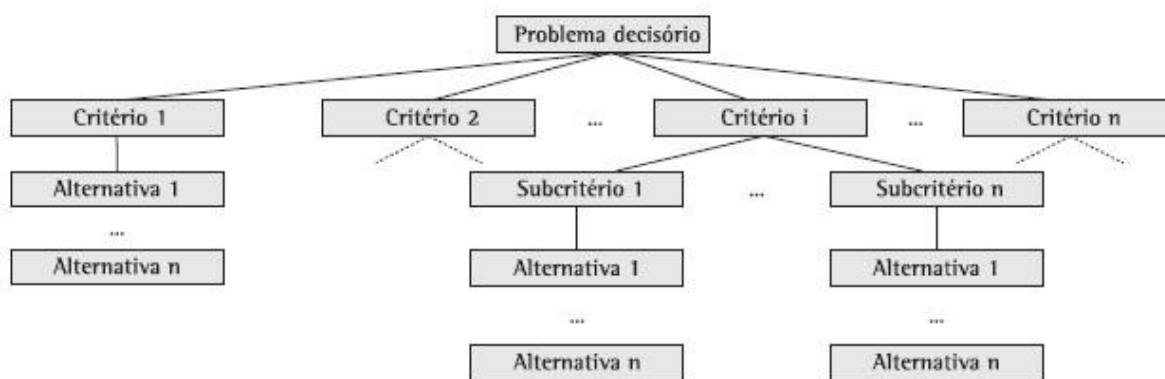 Problema decisório
Critério 1
Critério 2
...
Critério i
...
Critério n
Alternativa 1
Subcritério 1
...
Subcritério n
...
Alternativa n
Alternativa 1
Alternativa 1
...
...
Alternativa n
Alternativa n